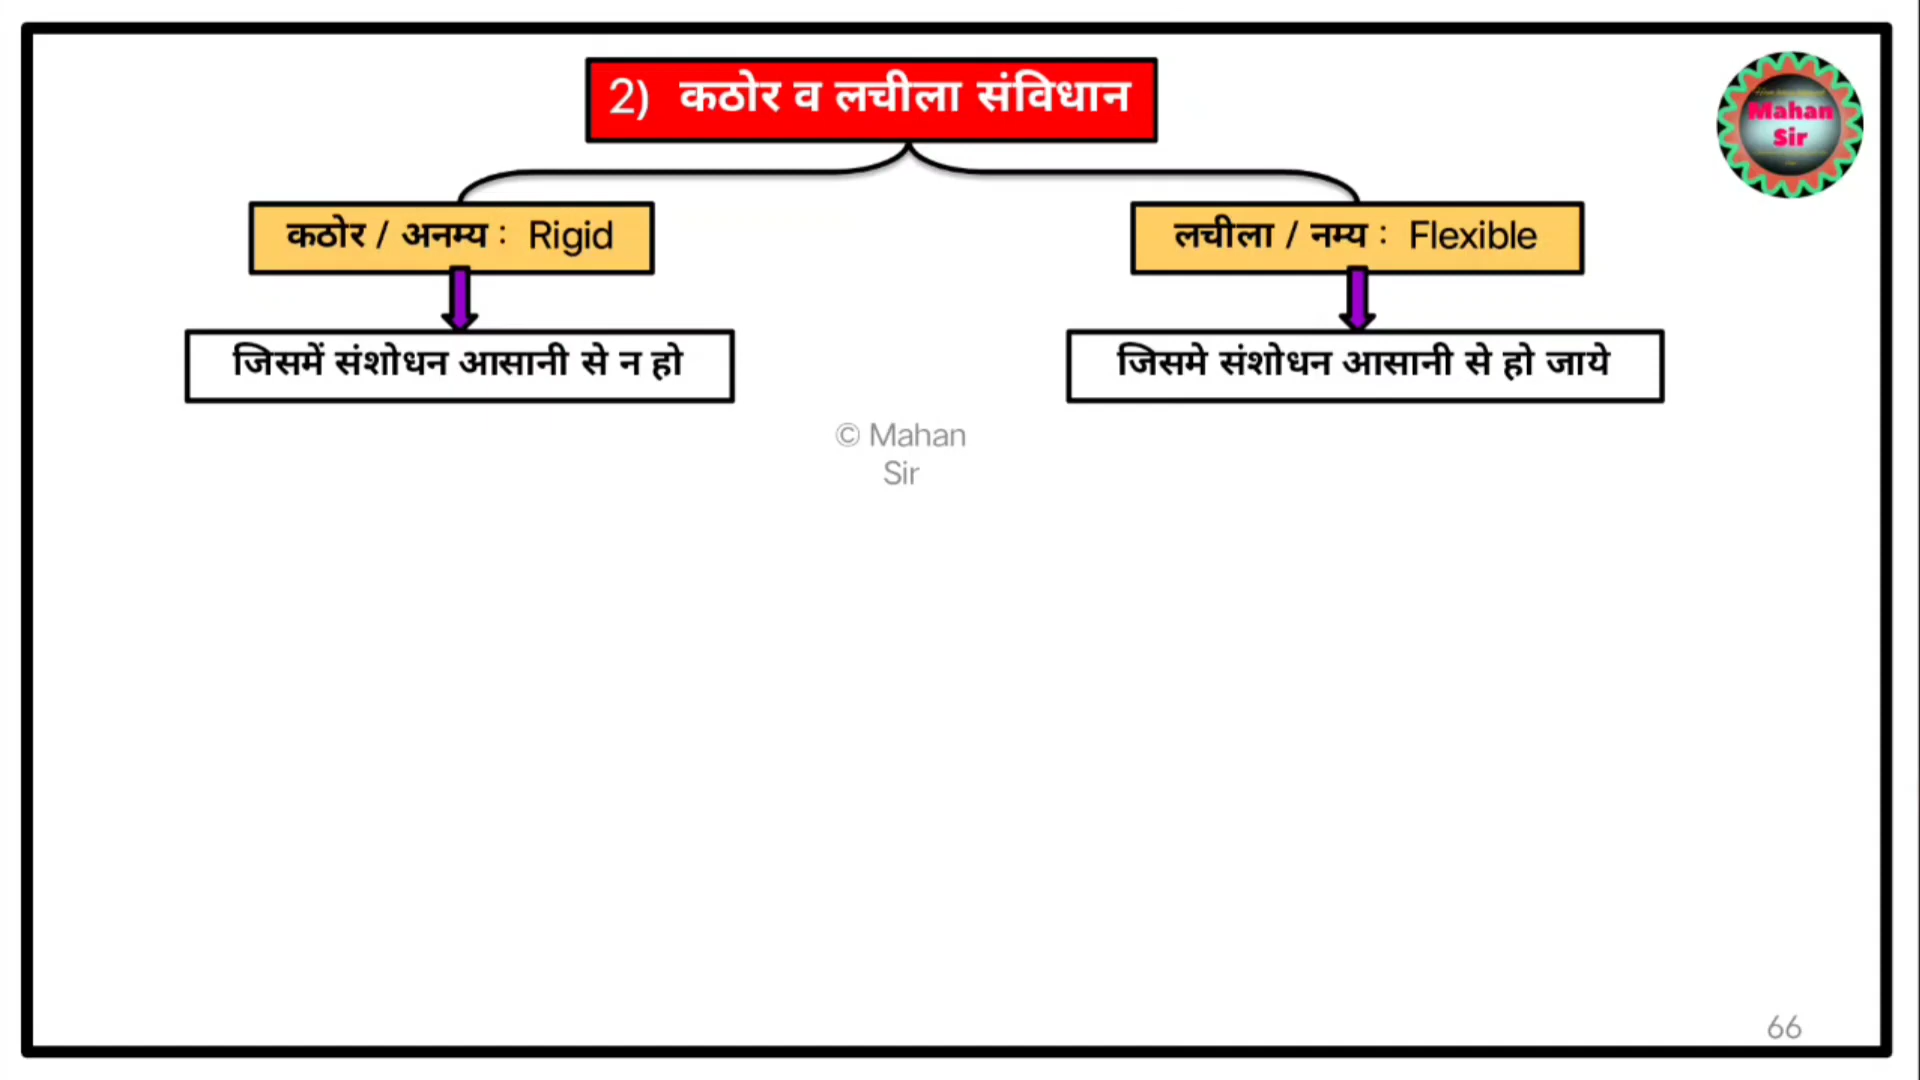 2) कठोर व लचीला संविधान
Mahan
Sir
कठोर / अनम्य : Rigid
लचीला / नम्य : Flexible
जिसमें संशोधन आसानी से न हो
जिसमे संशोधन आसानी से हो जाये
© Mahan
Sir
66